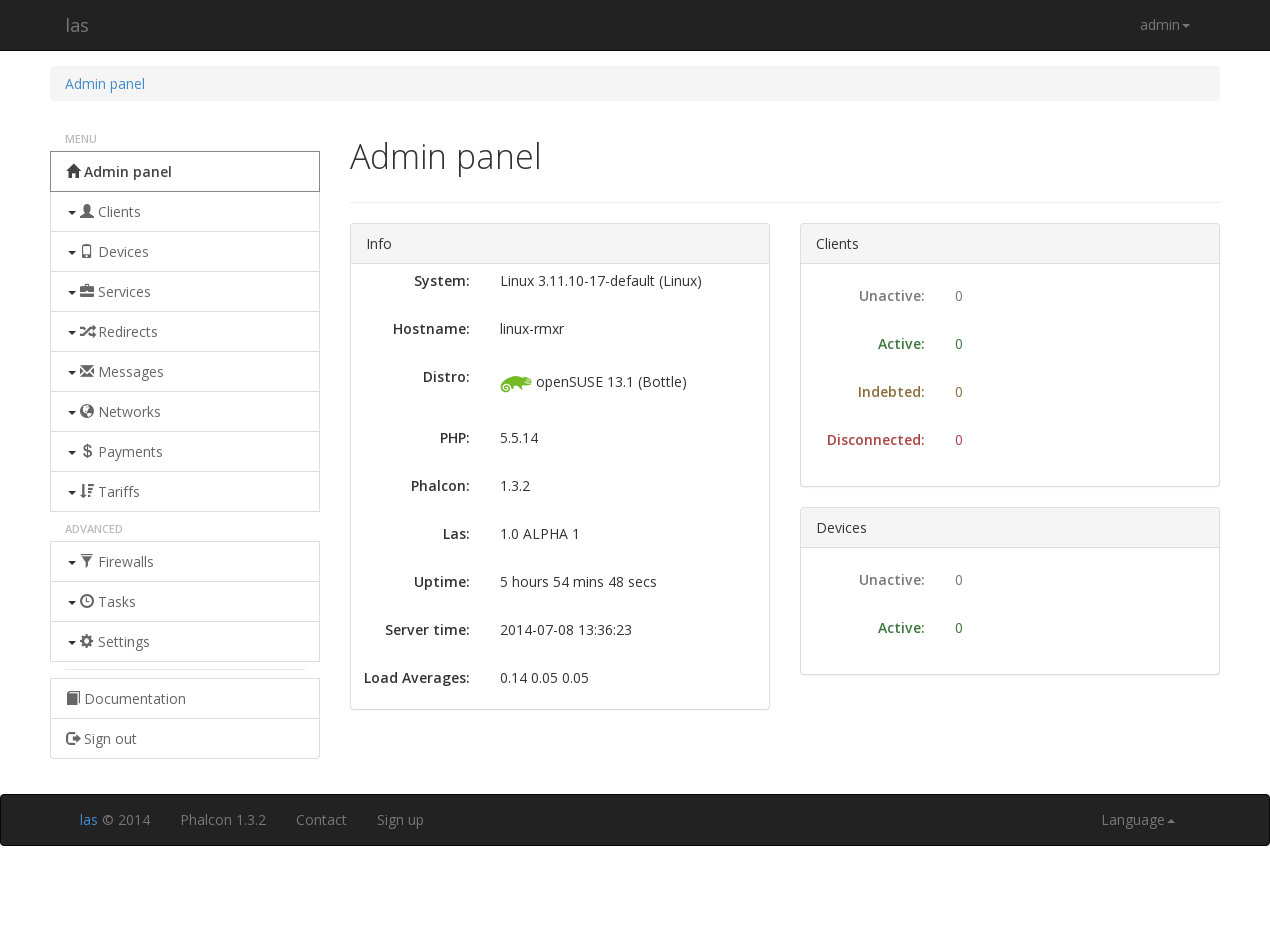 las
admin
Admin panel
MENU
Admin panel
Clients
Devices
Services
Redirects
Messages
Networks
Payments
Tariffs
ADVANCED
Firewalls
Tasks
Settings
Documentation
Sign out
Admin panel
Info
System: Linux 3.11.10-17-default (Linux)
Hostname: linux-rmxr
Distro: openSUSE 13.1 (Bottle)
PHP: 5.5.14
Phalcon: 1.3.2
Las: 1.0 ALPHA 1
Uptime: 5 hours 54 mins 48 secs
Server time: 2014-07-08 13:36:23
Load Averages: 0.14 0.05 0.05
Clients
Unactive: 0
Active: 0
Indebted: 0
Disconnected: 0
Devices
Unactive: 0
Active: 0
las © 2014 Phalcon 1.3.2 Contact Sign up Language